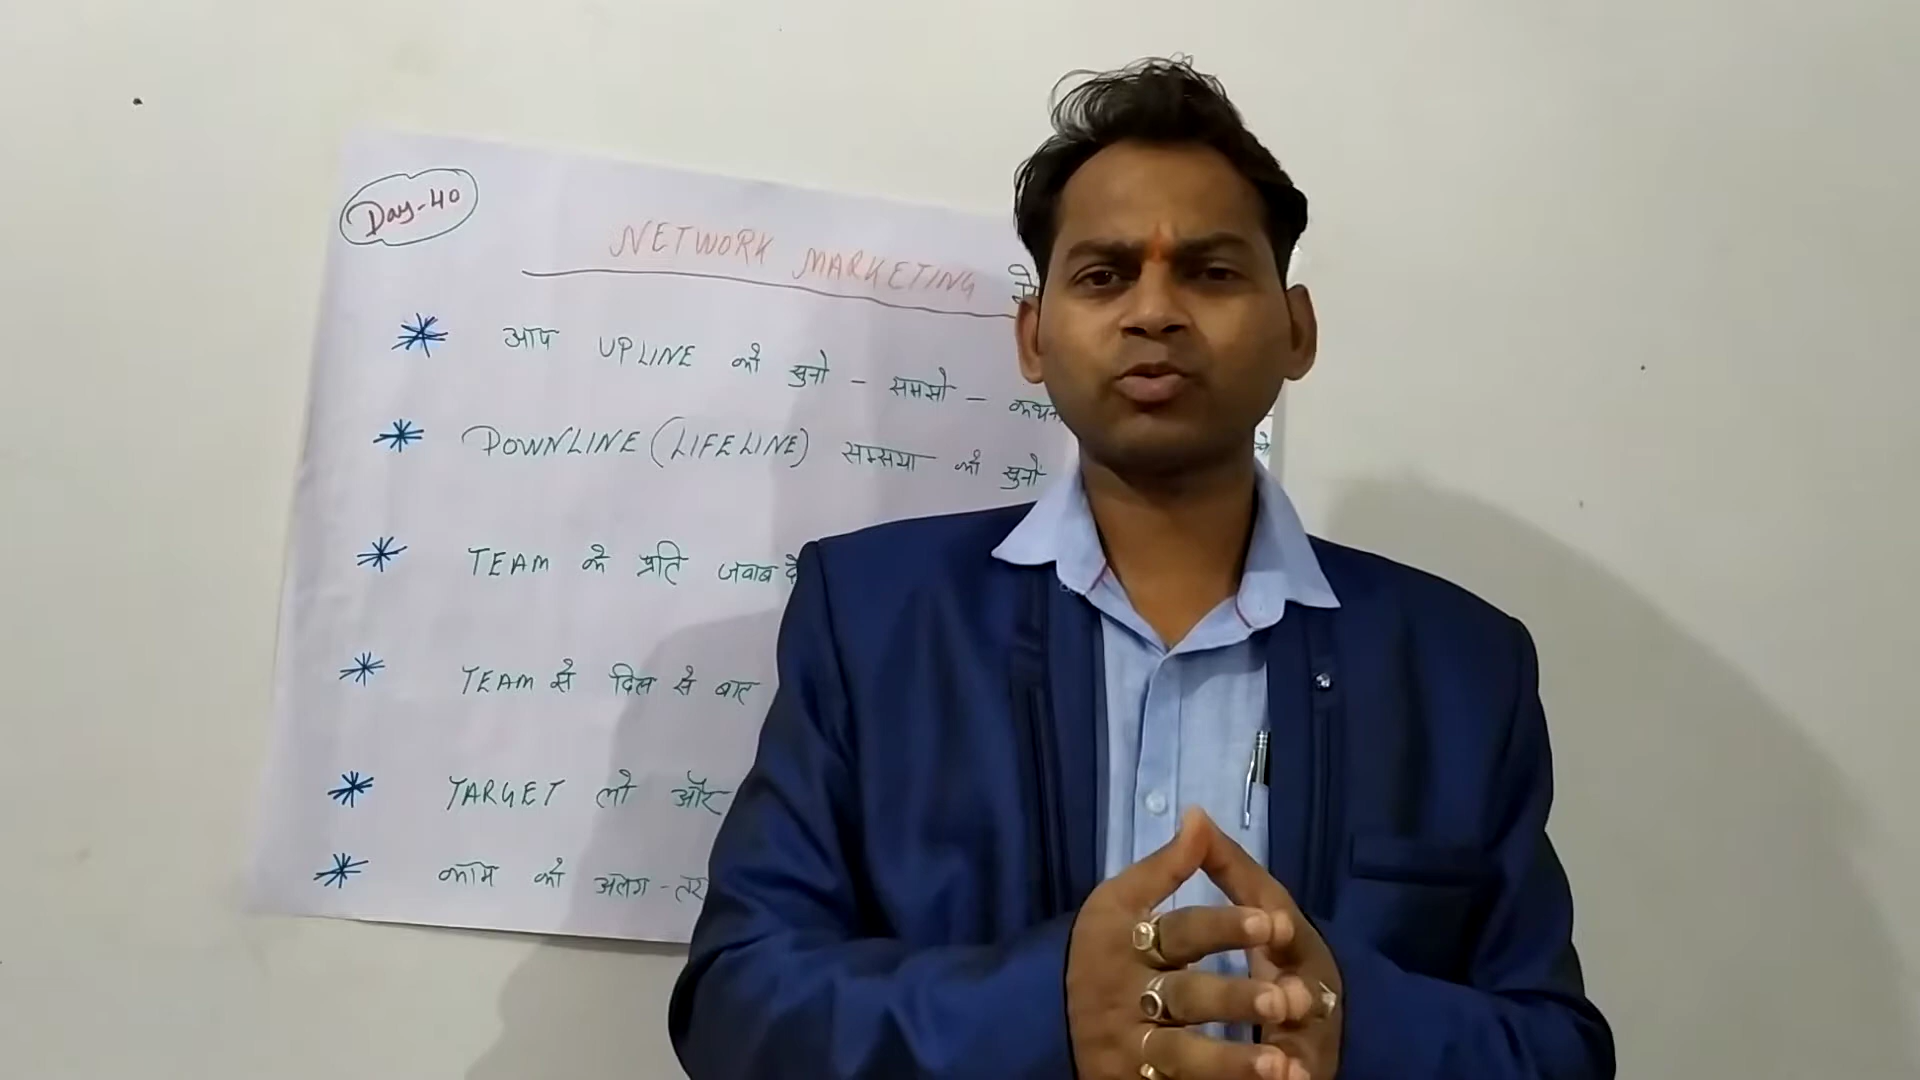 Day-40
NETWORK MARKETING में
आप UPLINE को सुनो - समझो -
DOWNLINE (LIFELINE) समस्या को सुनों
TEAM के प्रति जवाब दे
TEAM से दिल से बात
TARGET लो और
काम को अलग-तर